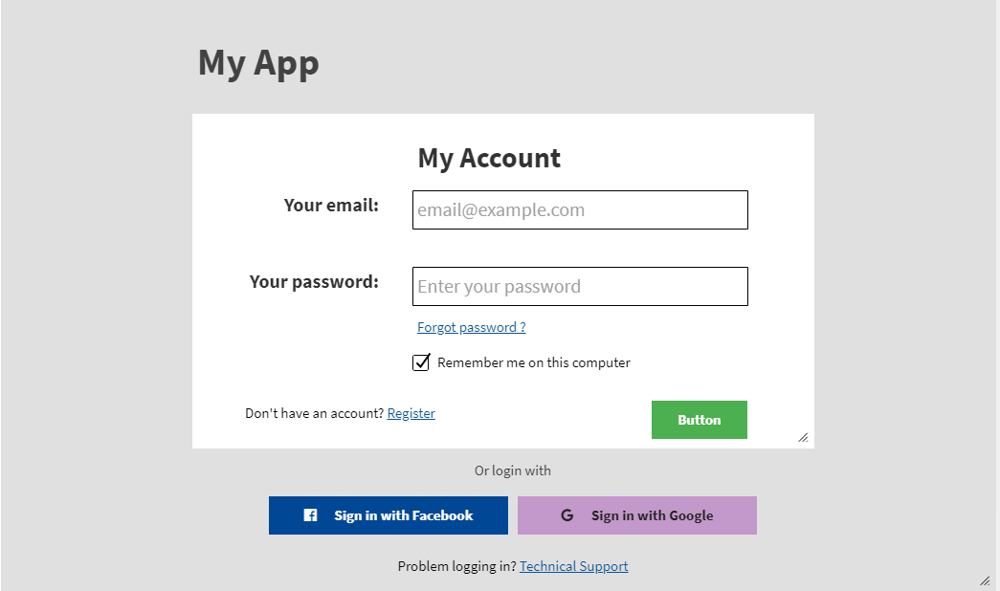 My App
My Account
Your email:
email@example.com
Your password:
Enter your password
Forgot password ?
Remember me on this computer
Don't have an account? Register
Button
Or login with
Sign in with Facebook
Sign in with Google
Problem logging in? Technical Support